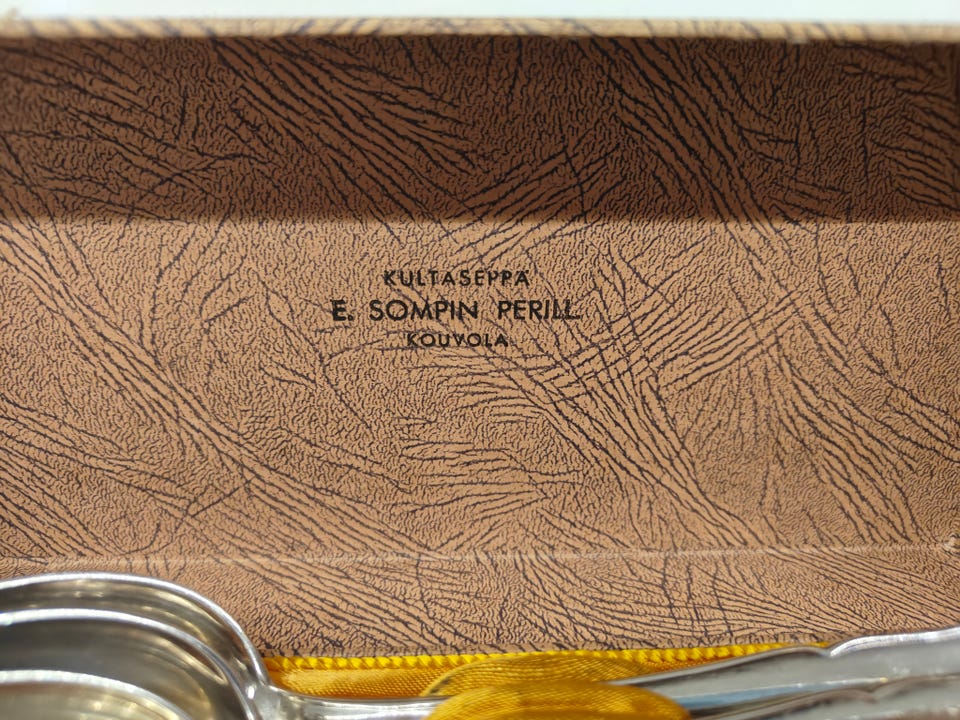 KULTASEPPÄ
E. SOMPIN PERILL.
KOUVOLA